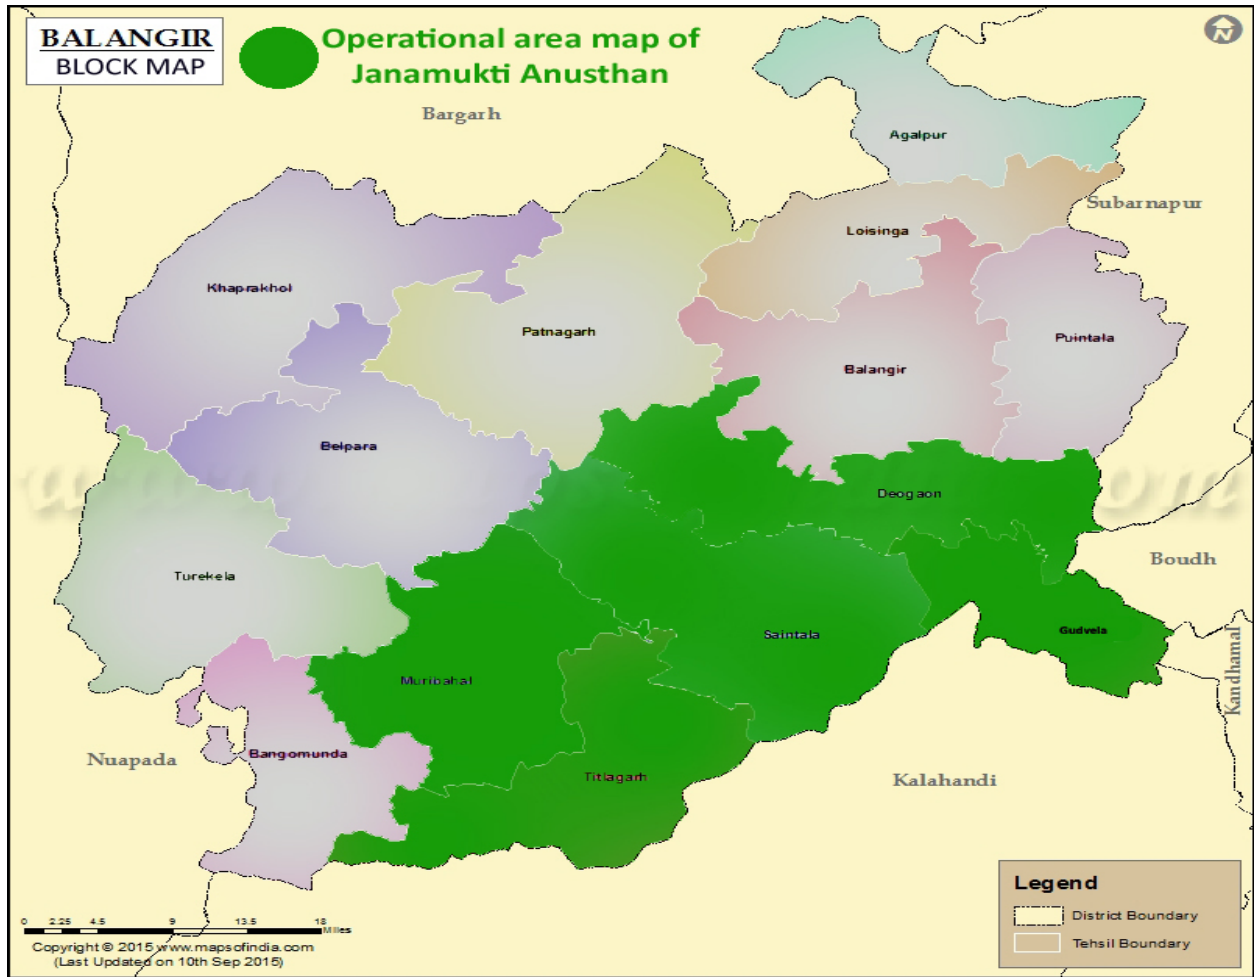 BALANGIR
BLOCK MAP
Operational area map of
Janamukti Anusthan
N
Bargarh
Agalpur
Subarnapur
Loisinga
Khaprakhol
Patnagarh
Puintala
Balangir
Belpara
Deogaon
Boudh
Turekela
Gudvela
Saintala
Kandhamal
Muribahal
Nuapada
Bangomunda
Titlagarh
Kalahandi
Legend
District Boundary
Tehsil Boundary
0 2.25 4.5 9 13.5 18
Miles
Copyright © 2015 www.mapsofindia.com
(Last Updated on 10th Sep 2015)